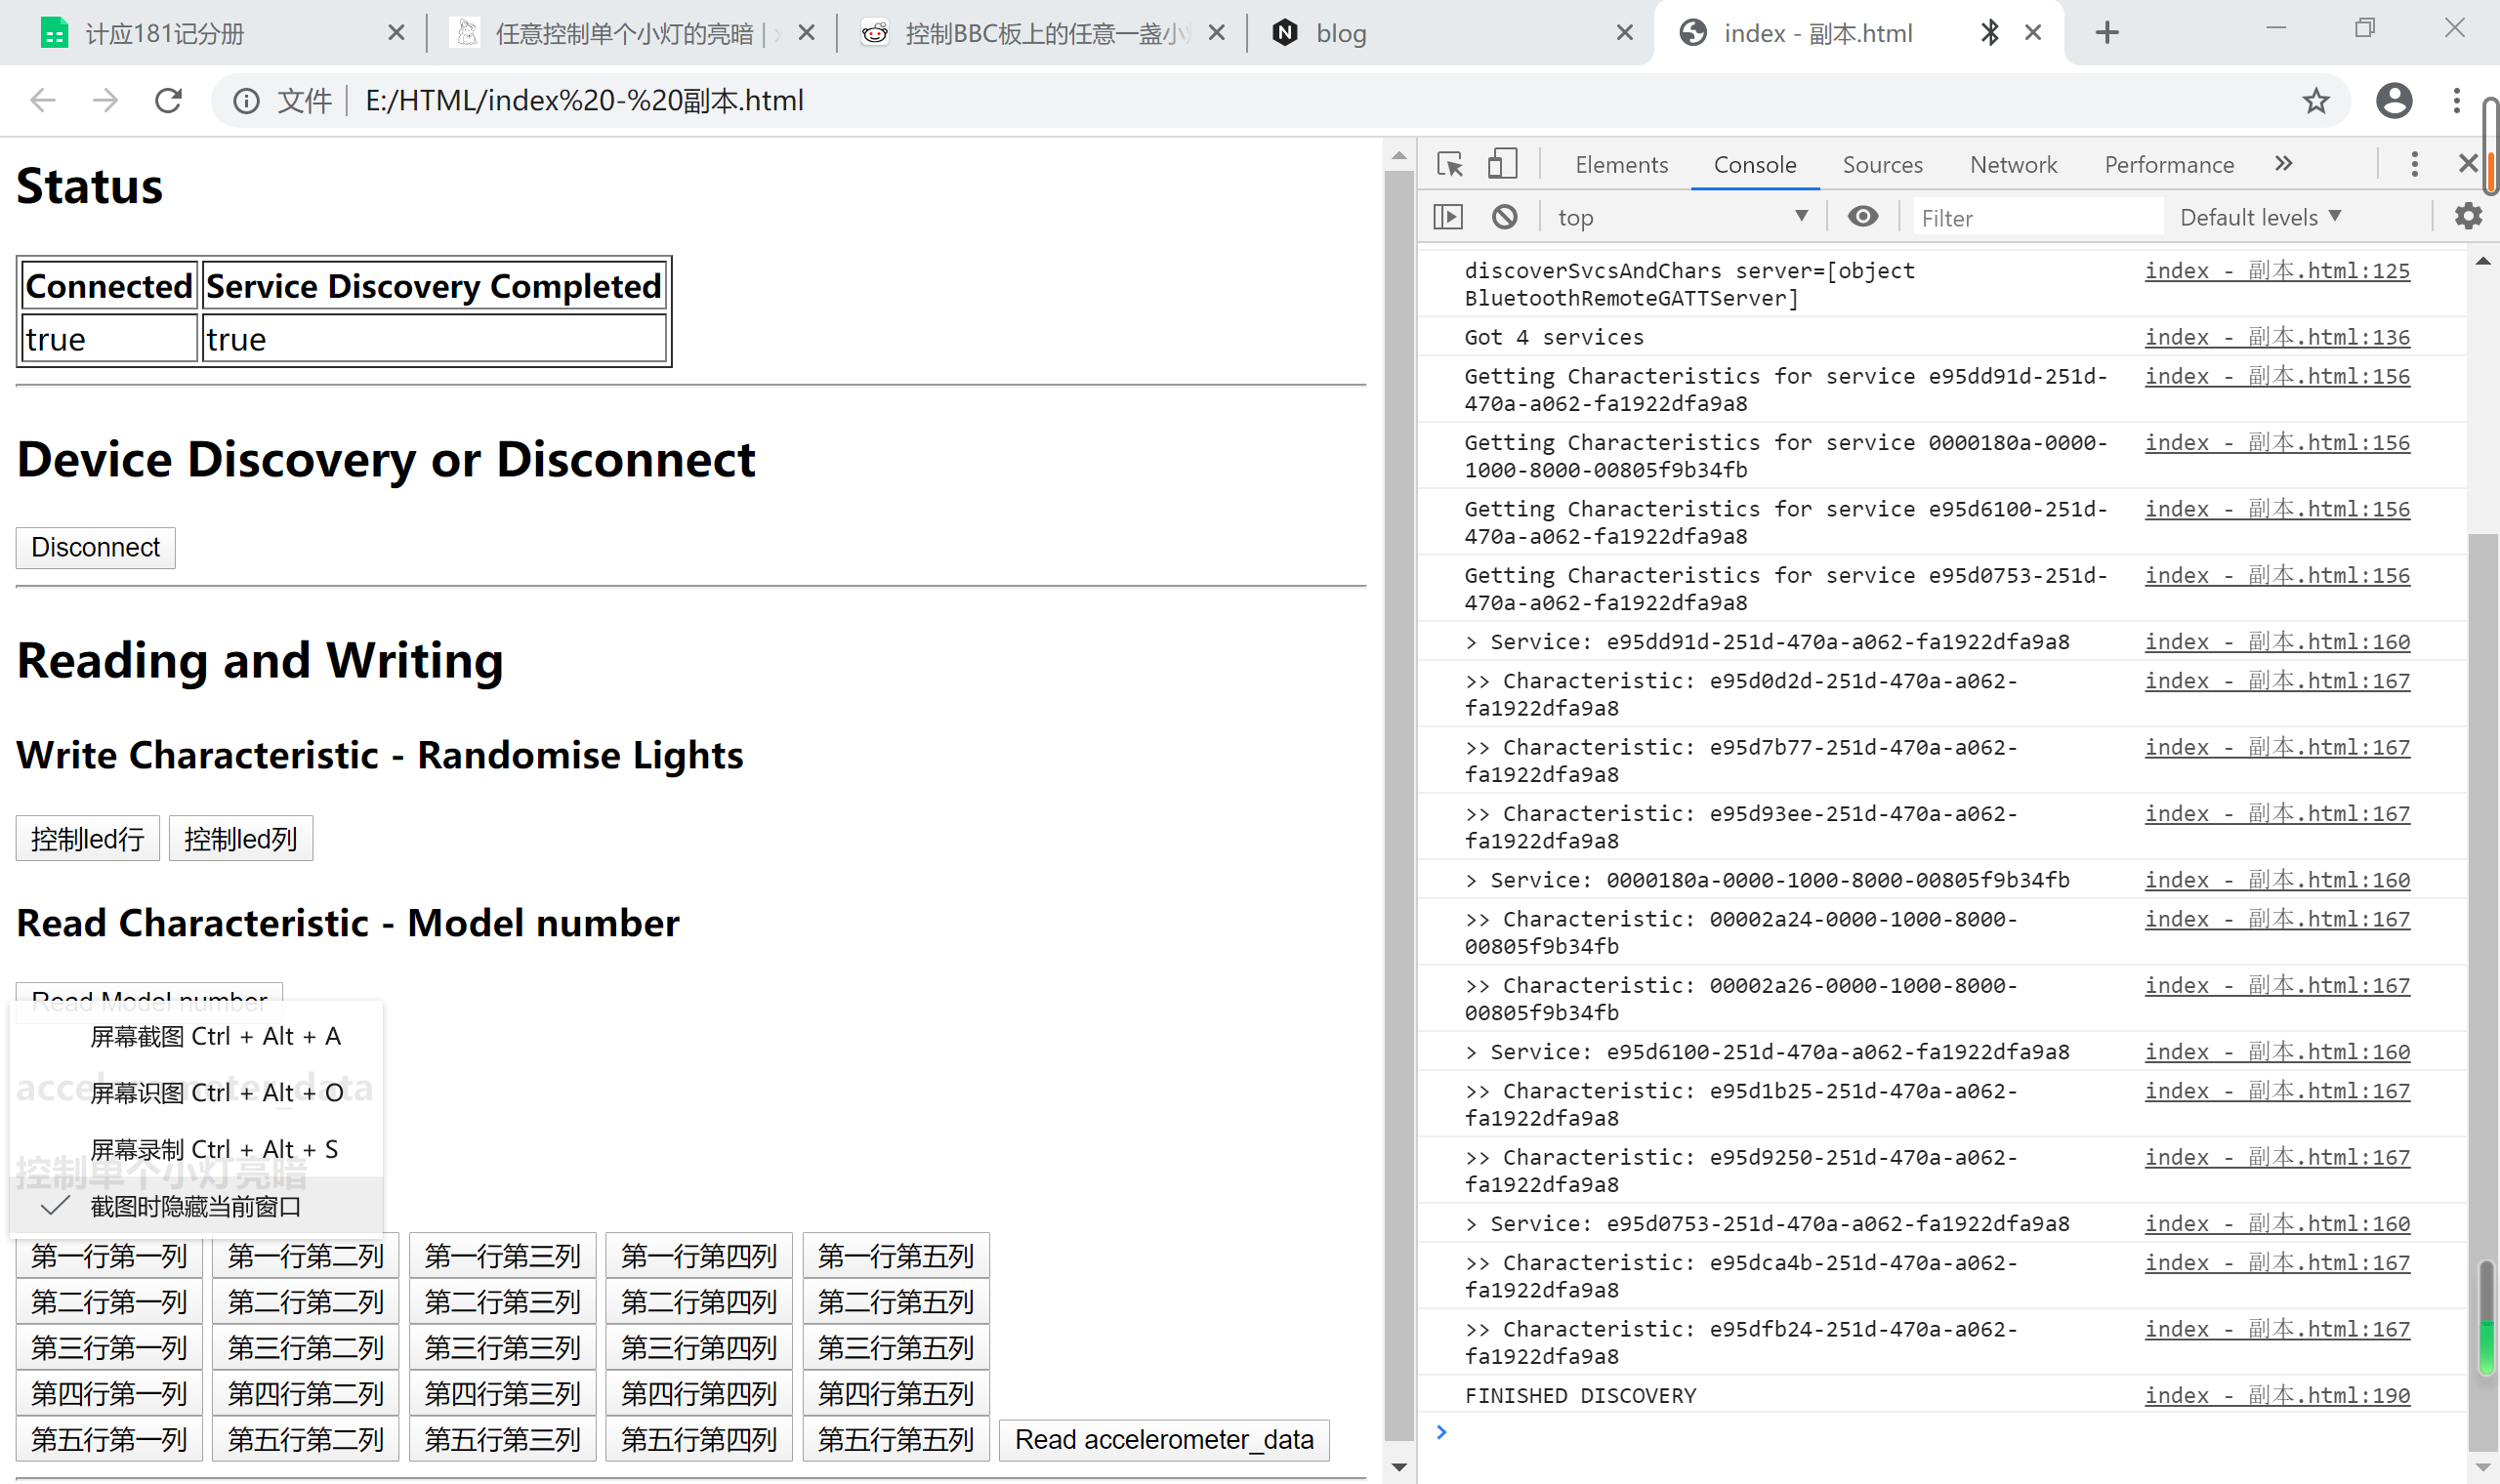 计应181记分册
任意控制单个小灯的亮暗 |
控制BBC板上的任意一盏小
blog
index - 副本.html
文件
E:/HTML/index%20-%20副本.html
Status
Connected Service Discovery Completed
true true
Device Discovery or Disconnect
Disconnect
Reading and Writing
Write Characteristic - Randomise Lights
控制led行 控制led列
Read Characteristic - Model number
Read Model number
屏幕截图 Ctrl + Alt + A
accelerometer_data
屏幕识图 Ctrl + Alt + O
屏幕录制 Ctrl + Alt + S
控制单个小灯亮暗
截图时隐藏当前窗口
第一行第一列 第一行第二列 第一行第三列 第一行第四列 第一行第五列
第二行第一列 第二行第二列 第二行第三列 第二行第四列 第二行第五列
第三行第一列 第三行第二列 第三行第三列 第三行第四列 第三行第五列
第四行第一列 第四行第二列 第四行第三列 第四行第四列 第四行第五列
第五行第一列 第五行第二列 第五行第三列 第五行第四列 第五行第五列 Read accelerometer_data
Elements Console Sources Network Performance
top Filter Default levels
discoverSvcsAndChars server=[object index - 副本.html:125
BluetoothRemoteGATTServer]
Got 4 services index - 副本.html:136
Getting Characteristics for service e95dd91d-251d- index - 副本.html:156
470a-a062-fa1922dfa9a8
Getting Characteristics for service 0000180a-0000- index - 副本.html:156
1000-8000-00805f9b34fb
Getting Characteristics for service e95d6100-251d- index - 副本.html:156
470a-a062-fa1922dfa9a8
Getting Characteristics for service e95d0753-251d- index - 副本.html:156
470a-a062-fa1922dfa9a8
> Service: e95dd91d-251d-470a-a062-fa1922dfa9a8 index - 副本.html:160
>> Characteristic: e95d0d2d-251d-470a-a062- index - 副本.html:167
fa1922dfa9a8
>> Characteristic: e95d7b77-251d-470a-a062- index - 副本.html:167
fa1922dfa9a8
>> Characteristic: e95d93ee-251d-470a-a062- index - 副本.html:167
fa1922dfa9a8
> Service: 0000180a-0000-1000-8000-00805f9b34fb index - 副本.html:160
>> Characteristic: 00002a24-0000-1000-8000- index - 副本.html:167
00805f9b34fb
>> Characteristic: 00002a26-0000-1000-8000- index - 副本.html:167
00805f9b34fb
> Service: e95d6100-251d-470a-a062-fa1922dfa9a8 index - 副本.html:160
>> Characteristic: e95d1b25-251d-470a-a062- index - 副本.html:167
fa1922dfa9a8
>> Characteristic: e95d9250-251d-470a-a062- index - 副本.html:167
fa1922dfa9a8
> Service: e95d0753-251d-470a-a062-fa1922dfa9a8 index - 副本.html:160
>> Characteristic: e95dca4b-251d-470a-a062- index - 副本.html:167
fa1922dfa9a8
>> Characteristic: e95dfb24-251d-470a-a062- index - 副本.html:167
fa1922dfa9a8
FINISHED DISCOVERY index - 副本.html:190